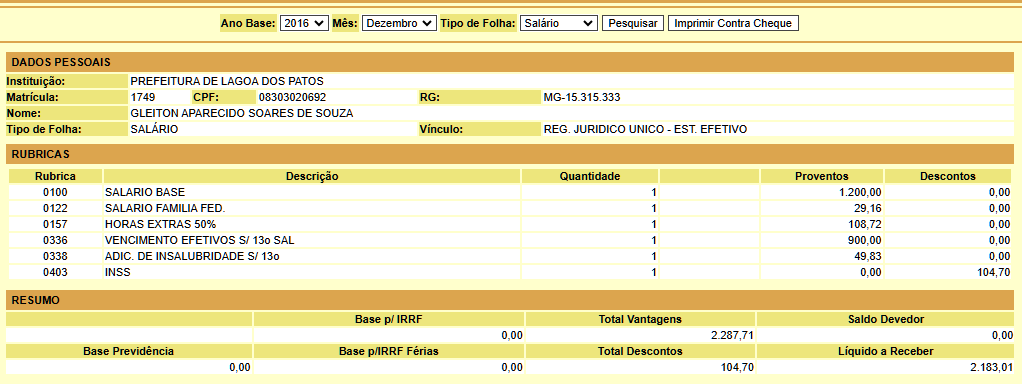 Ano Base: 2016 Mês: Dezembro Tipo de Folha: Salário Pesquisar Imprimir Contra Cheque
DADOS PESSOAIS
Instituição: PREFEITURA DE LAGOA DOS PATOS
Matrícula: 1749 CPF: 08303020692 RG: MG-15.315.333
Nome: GLEITON APARECIDO SOARES DE SOUZA
Tipo de Folha: SALÁRIO Vínculo: REG. JURIDICO UNICO - EST. EFETIVO
RUBRICAS
Rubrica Descrição Quantidade Proventos Descontos
0100 SALARIO BASE 1 1.200,00 0,00
0122 SALARIO FAMILIA FED. 1 29,16 0,00
0157 HORAS EXTRAS 50% 1 108,72 0,00
0336 VENCIMENTO EFETIVOS S/ 13o SAL 1 900,00 0,00
0338 ADIC. DE INSALUBRIDADE S/ 13o 1 49,83 0,00
0403 INSS 1 0,00 104,70
RESUMO
Base p/ IRRF Total Vantagens Saldo Devedor
0,00 2.287,71 0,00
Base Previdência Base p/IRRF Férias Total Descontos Líquido a Receber
0,00 0,00 104,70 2.183,01